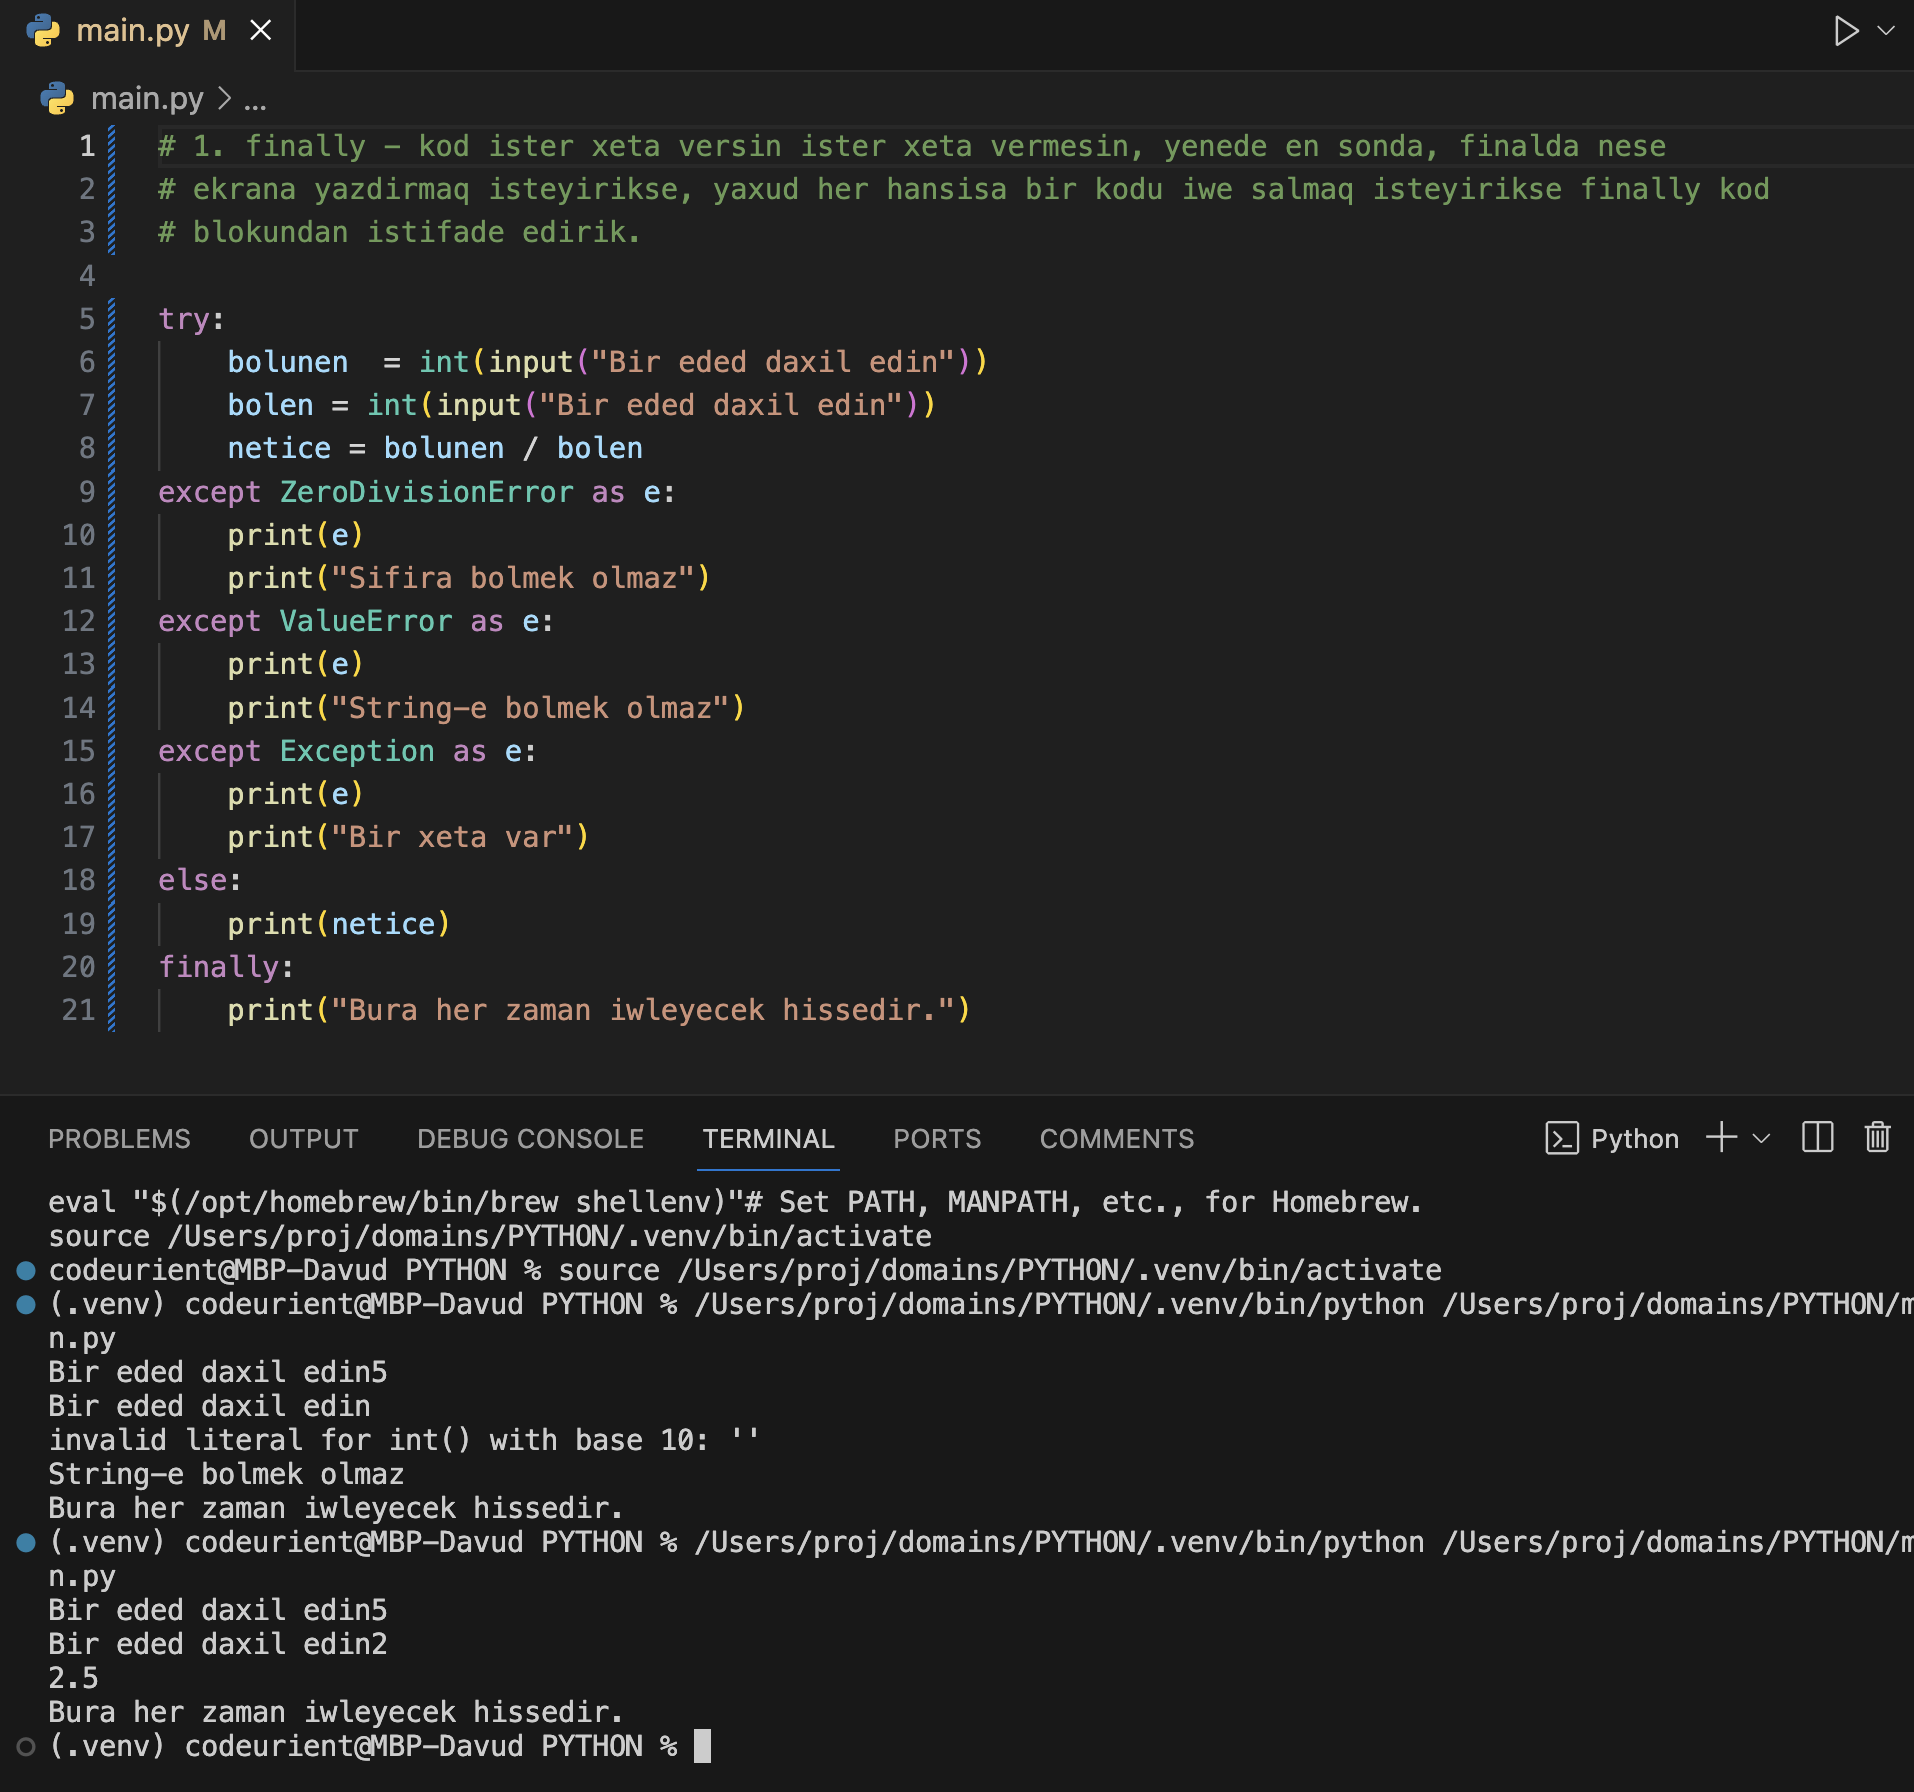 main.py M
main.py > ...
1 # 1. finally - kod ister xeta versin ister xeta vermesin, yenede en sonda, finalda nese
2 # ekrana yazdirmaq isteyirikse, yaxud her hansisa bir kodu iwe salmaq isteyirikse finally kod
3 # blokundan istifade edirik.
4
5 try:
6     bolunen  = int(input("Bir eded daxil edin"))
7     bolen = int(input("Bir eded daxil edin"))
8     netice = bolunen / bolen
9 except ZeroDivisionError as e:
10     print(e)
11     print("Sifira bolmek olmaz")
12 except ValueError as e:
13     print(e)
14     print("String-e bolmek olmaz")
15 except Exception as e:
16     print(e)
17     print("Bir xeta var")
18 else:
19     print(netice)
20 finally:
21     print("Bura her zaman iwleyecek hissedir.")
PROBLEMS OUTPUT DEBUG CONSOLE TERMINAL PORTS COMMENTS Python
eval "$(/opt/homebrew/bin/brew shellenv)"# Set PATH, MANPATH, etc., for Homebrew.
source /Users/proj/domains/PYTHON/.venv/bin/activate
codeurient@MBP-Davud PYTHON % source /Users/proj/domains/PYTHON/.venv/bin/activate
(.venv) codeurient@MBP-Davud PYTHON % /Users/proj/domains/PYTHON/.venv/bin/python /Users/proj/domains/PYTHON/m
n.py
Bir eded daxil edin5
Bir eded daxil edin
invalid literal for int() with base 10: ''
String-e bolmek olmaz
Bura her zaman iwleyecek hissedir.
(.venv) codeurient@MBP-Davud PYTHON % /Users/proj/domains/PYTHON/.venv/bin/python /Users/proj/domains/PYTHON/m
n.py
Bir eded daxil edin5
Bir eded daxil edin2
2.5
Bura her zaman iwleyecek hissedir.
(.venv) codeurient@MBP-Davud PYTHON %